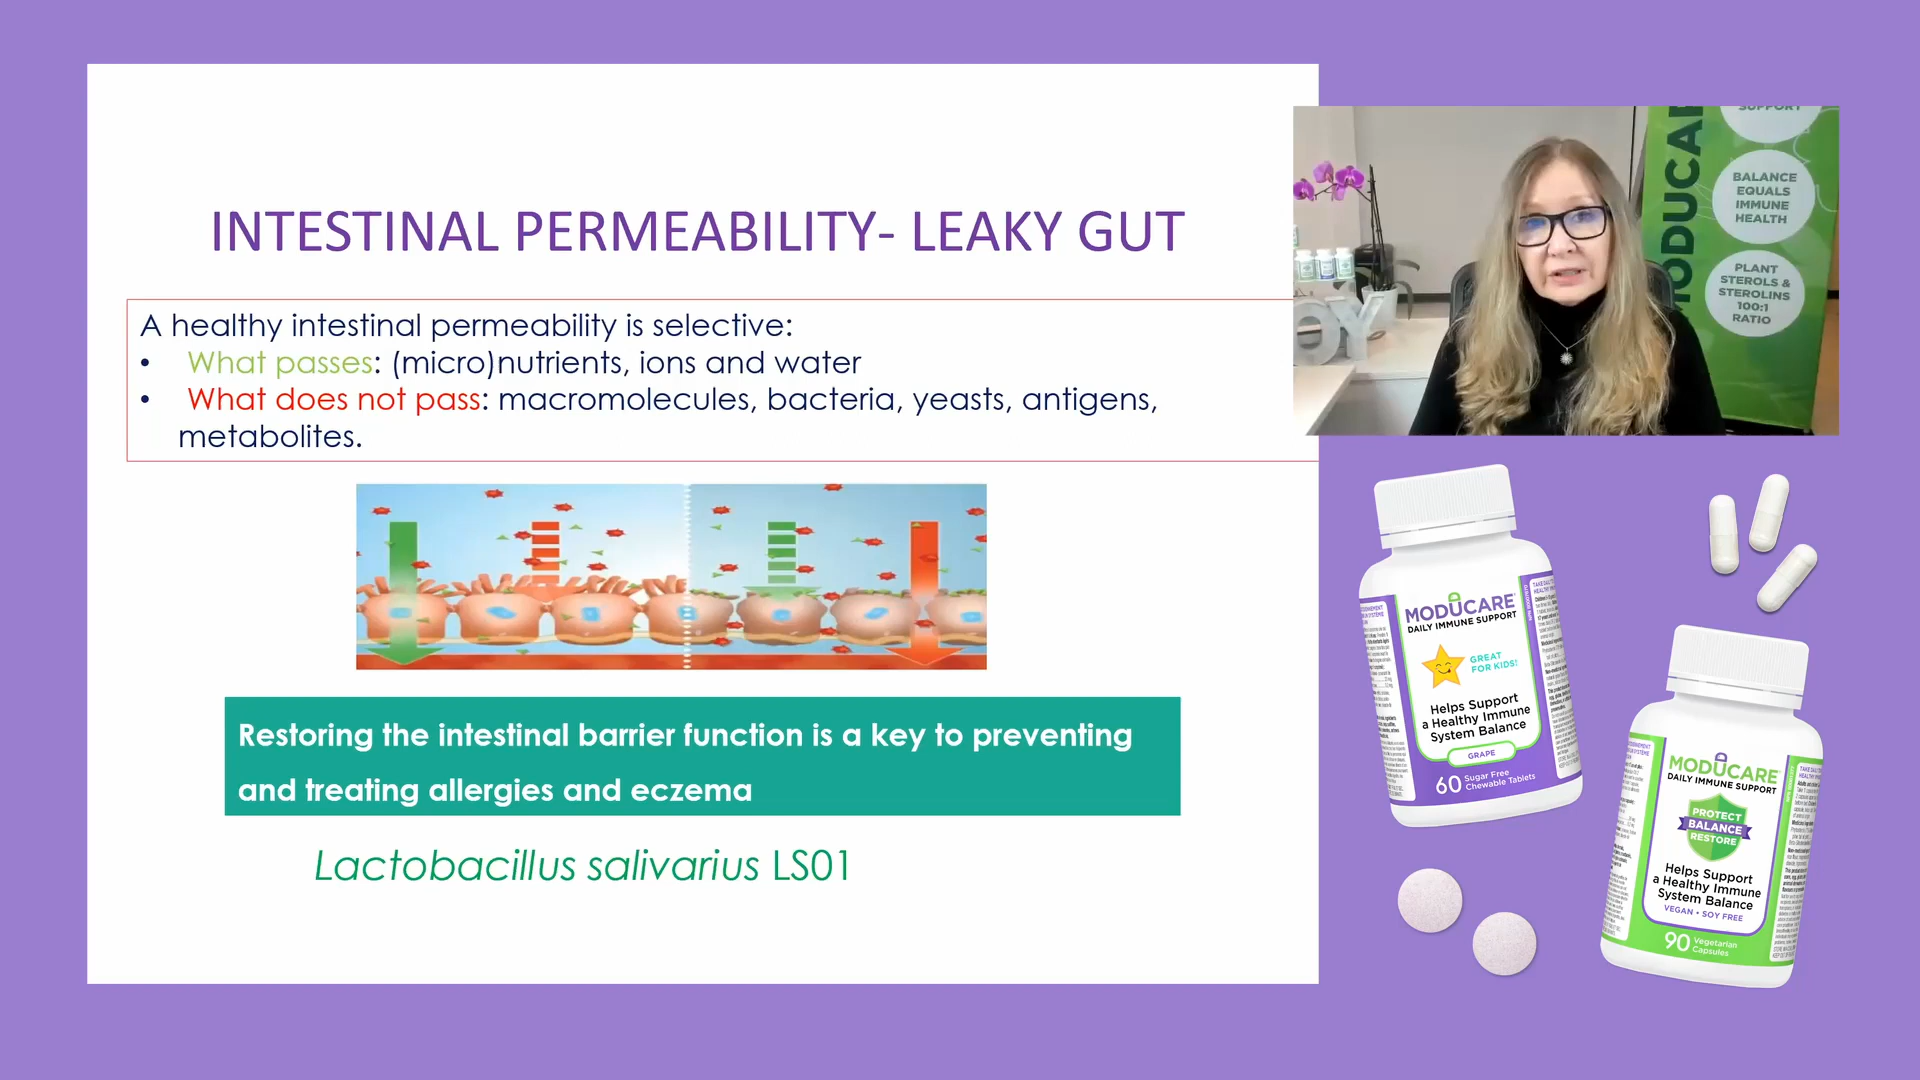 INTESTINAL PERMEABILITY- LEAKY GUT
A healthy intestinal permeability is selective:
• What passes: (micro)nutrients, ions and water
• What does not pass: macromolecules, bacteria, yeasts, antigens,
metabolites.
Restoring the intestinal barrier function is a key to preventing
and treating allergies and eczema
Lactobacillus salivarius LS01
SUPPORT
BALANCE
EQUALS
IMMUNE
HEALTH
PLANT
STEROLS &
STEROLINS
100:1
RATIO
MODUCARE
DAILY IMMUNE SUPPORT
GREAT
FOR KIDS!
Helps Support
a Healthy Immune
System Balance
GRAPE
60 Sugar Free
Chewable Tablets
MODUCARE
DAILY IMMUNE SUPPORT
PROTECT
BALANCE
RESTORE
Helps Support
a Healthy Immune
System Balance
VEGAN • SOY FREE
90 Vegetarian
Capsules